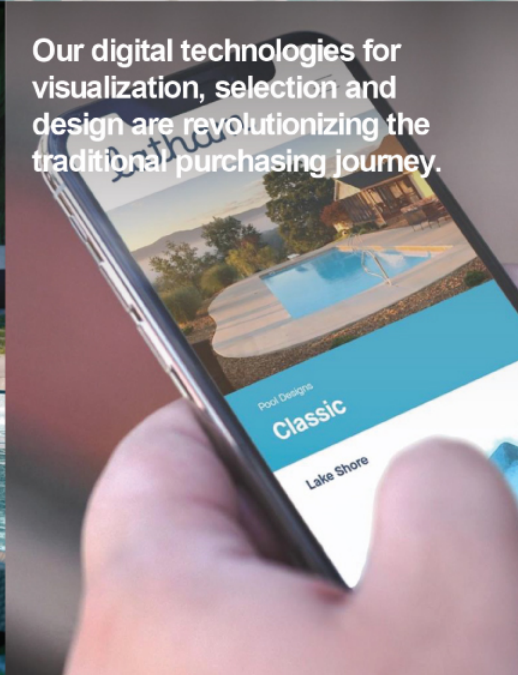 Our digital technologies for
visualization, selection and
design are revolutionizing the
traditional purchasing journey.
Latham
Pool Designs
Classic
Lake Shore